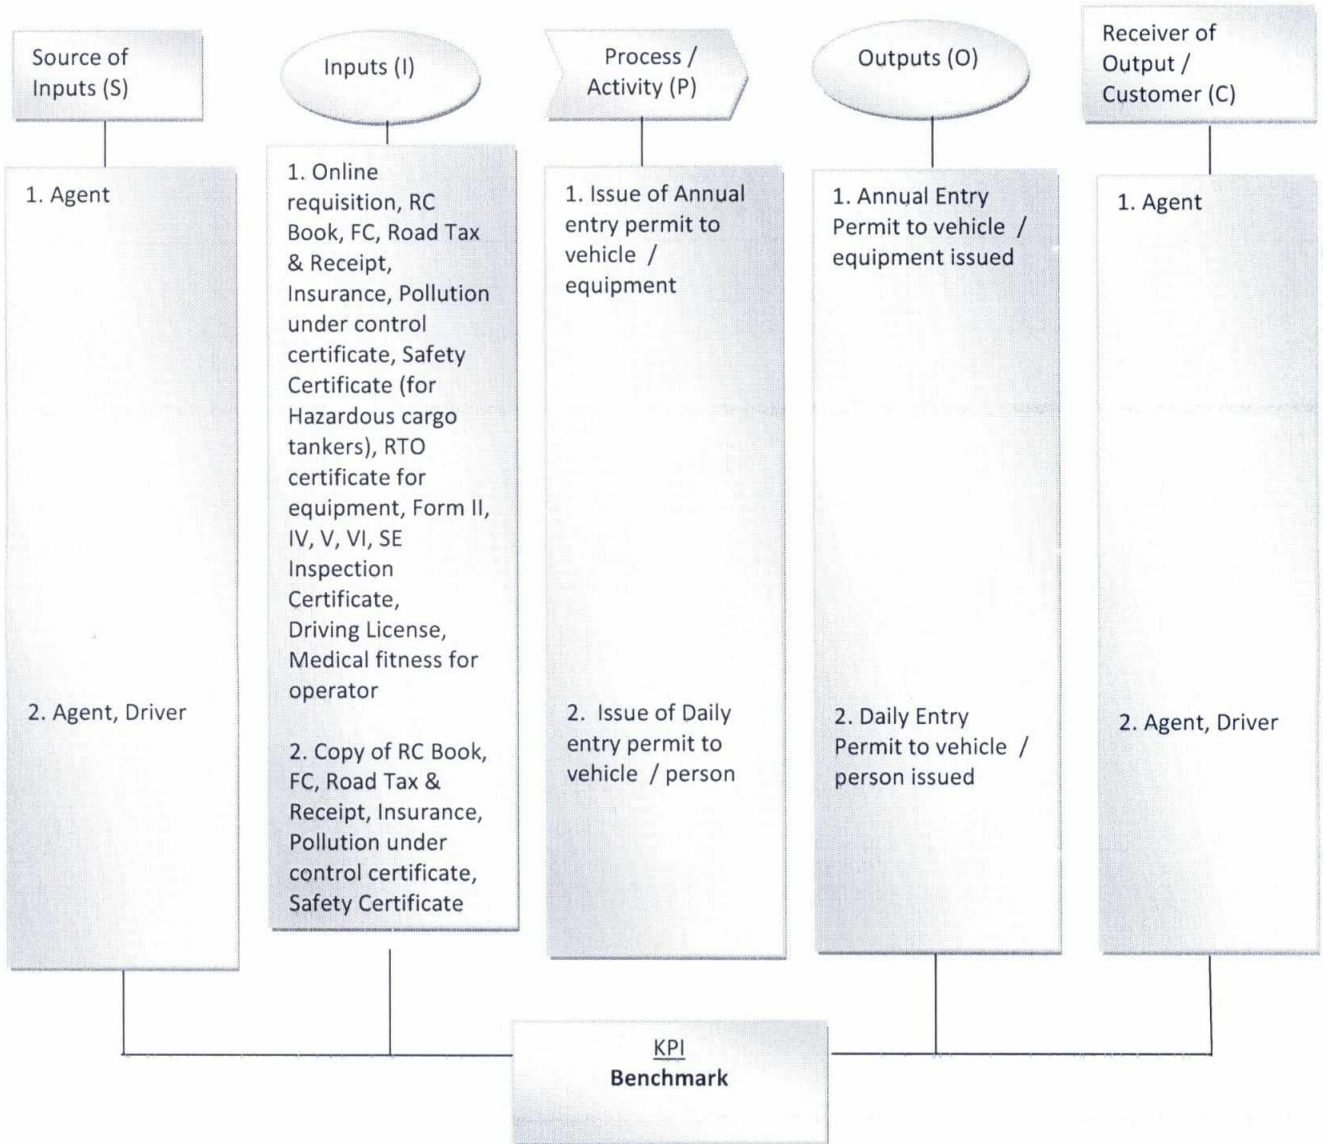 Source of
Inputs (S)
Inputs (I)
Process /
Activity (P)
Outputs (O)
Receiver of
Output /
Customer (C)
1. Agent
2. Agent, Driver
1. Online
requisition, RC
Book, FC, Road Tax
& Receipt,
Insurance, Pollution
under control
certificate, Safety
Certificate (for
Hazardous cargo
tankers), RTO
certificate for
equipment, Form II,
IV, V, VI, SE
Inspection
Certificate,
Driving License,
Medical fitness for
operator
2. Copy of RC Book,
FC, Road Tax &
Receipt, Insurance,
Pollution under
control certificate,
Safety Certificate
1. Issue of Annual
entry permit to
vehicle /
equipment
2. Issue of Daily
entry permit to
vehicle / person
1. Annual Entry
Permit to vehicle /
equipment issued
2. Daily Entry
Permit to vehicle /
person issued
1. Agent
2. Agent, Driver
KPI
Benchmark